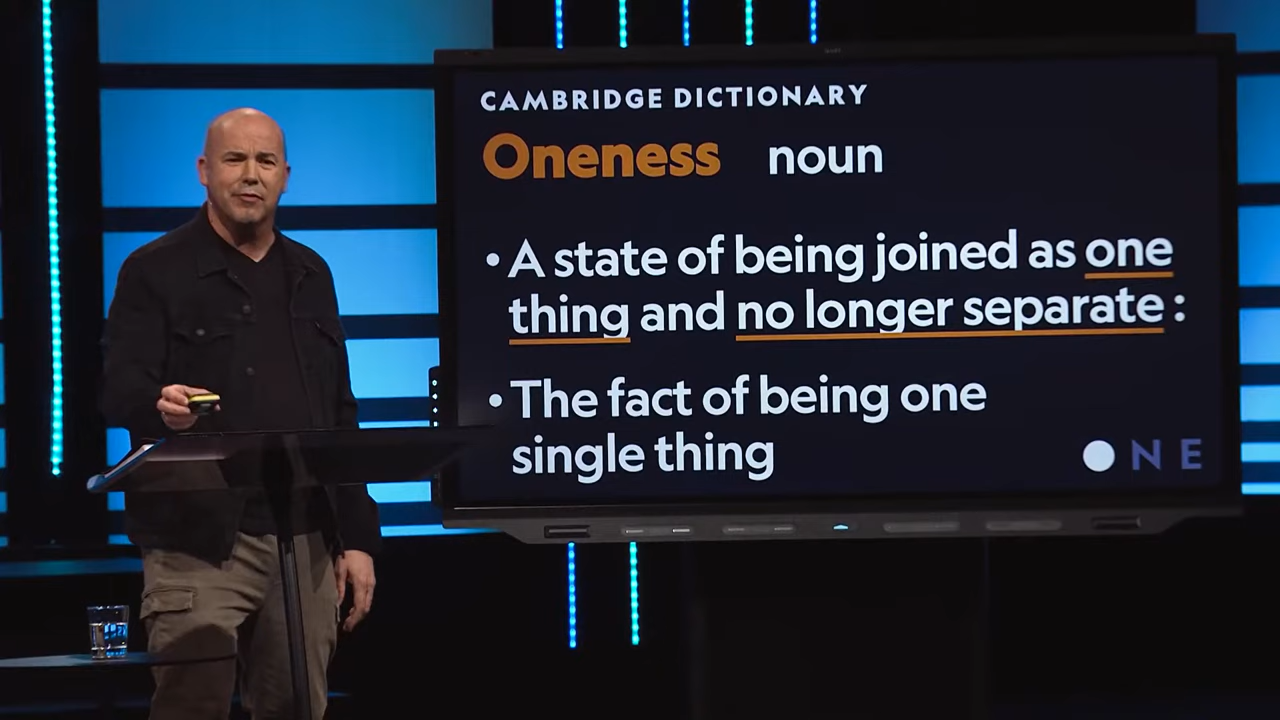 CAMBRIDGE DICTIONARY
Oneness noun
• A state of being joined as one
thing and no longer separate :
• The fact of being one
single thing
ONE